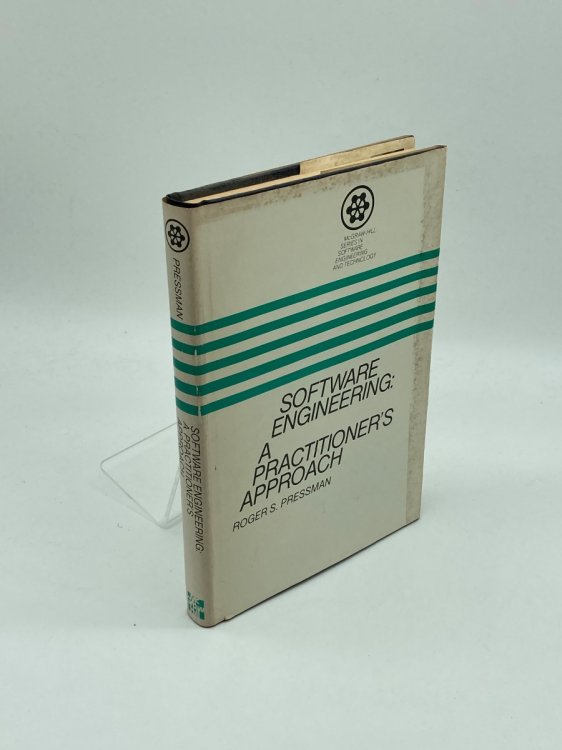 McGRAW-HILL
SERIES IN
SOFTWARE
ENGINEERING
AND TECHNOLOGY
SOFTWARE
ENGINEERING:
A
PRACTITIONER'S
APPROACH
ROGER S. PRESSMAN
PRESSMAN
SOFTWARE ENGINEERING:
A PRACTITIONER'S
APPROACH